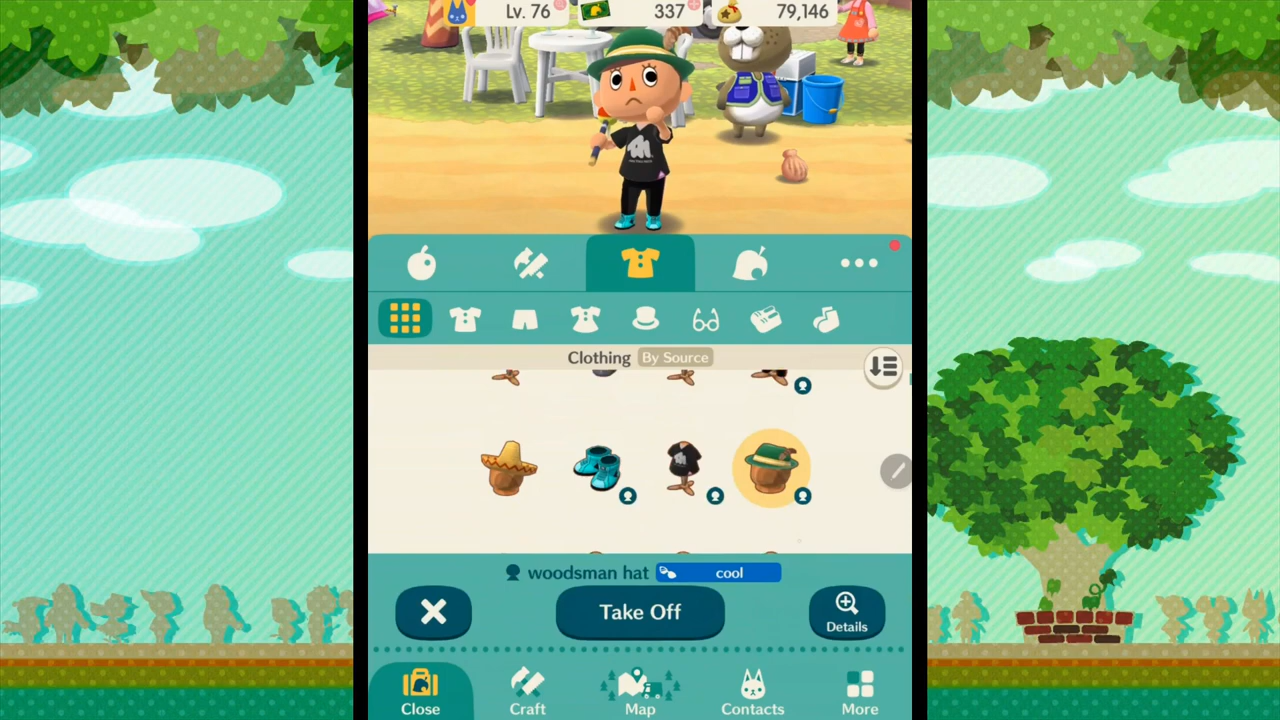 Lv. 76
337
79,146
Clothing By Source
woodsman hat cool
Take Off
Details
Close
Craft
Map
Contacts
More